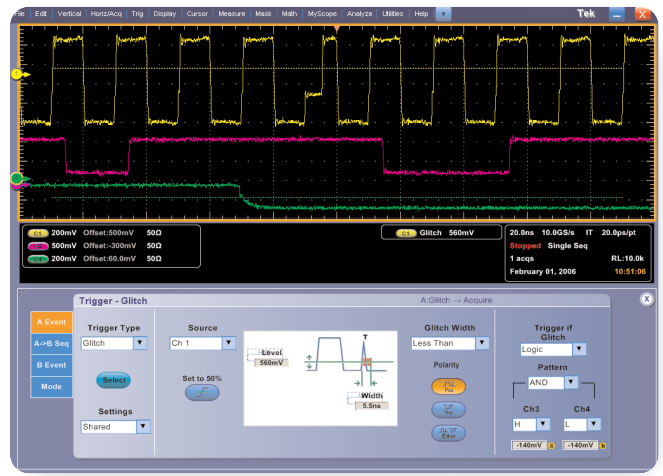 File Edit Vertical Horiz/Acq Trig Display Cursor Measure Mask Math MyScope Analyze Utilities Help Tek X
C1 200mV Offset:500mV 50Ω C1 Glitch 560mV 20.0ns 10.0GS/s IT 20.0ps/pt
500mV Offset:-300mV 50Ω Stopped Single Seq
200mV Offset:60.0mV 50Ω 1 acqs RL:10.0k
February 01, 2006 10:51:06
Trigger - Glitch A:Glitch → Acquire X
A Event
A->B Seq
B Event
Mode
Trigger Type
Glitch
Select
Settings
Shared
Source
Ch 1
Set to 50%
Level
560mV
T
Width
5.5ns
Glitch Width
Less Than
Polarity
Pos
Neg
Either
Trigger if
Glitch
Logic
Pattern
AND
Ch3 Ch4
H L
-140mV a -140mV b